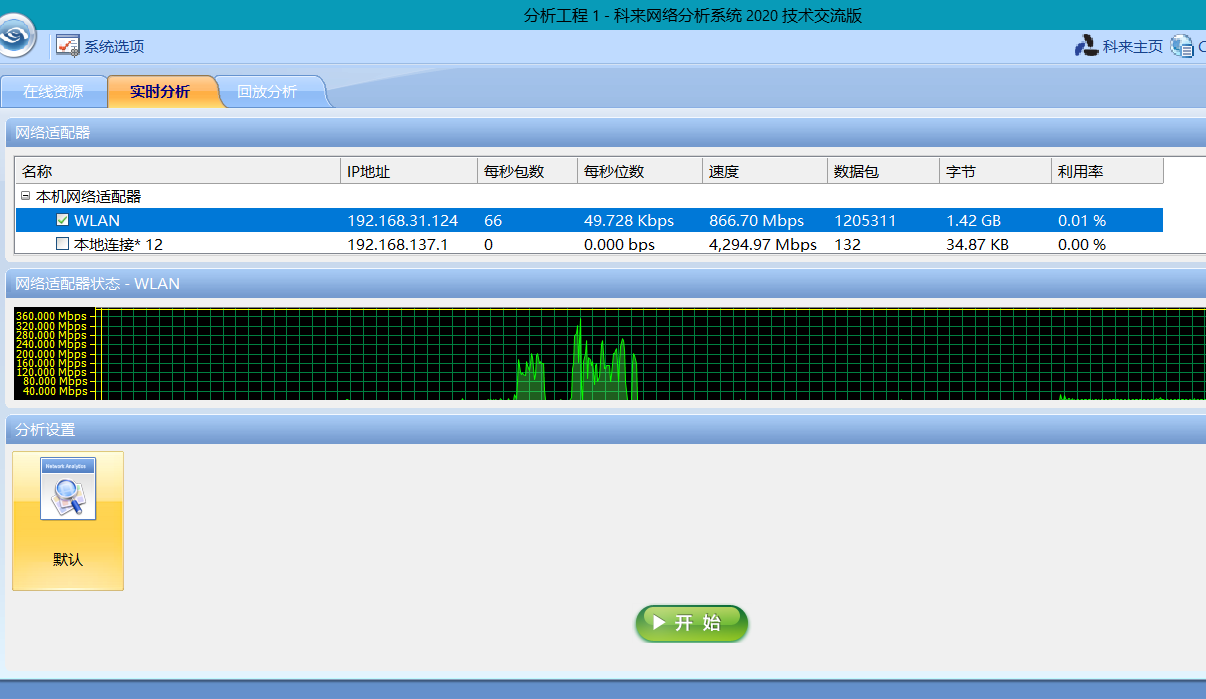 分析工程 1 - 科来网络分析系统 2020 技术交流版
系统选项 科来主页 C
在线资源 实时分析 回放分析
网络适配器
名称 IP地址 每秒包数 每秒位数 速度 数据包 字节 利用率
本机网络适配器
WLAN 192.168.31.124 66 49.728 Kbps 866.70 Mbps 1205311 1.42 GB 0.01 %
本地连接* 12 192.168.137.1 0 0.000 bps 4,294.97 Mbps 132 34.87 KB 0.00 %
网络适配器状态 - WLAN
360.000 Mbps
320.000 Mbps
280.000 Mbps
240.000 Mbps
200.000 Mbps
160.000 Mbps
120.000 Mbps
80.000 Mbps
40.000 Mbps
分析设置
Network Analytics
默认
开 始